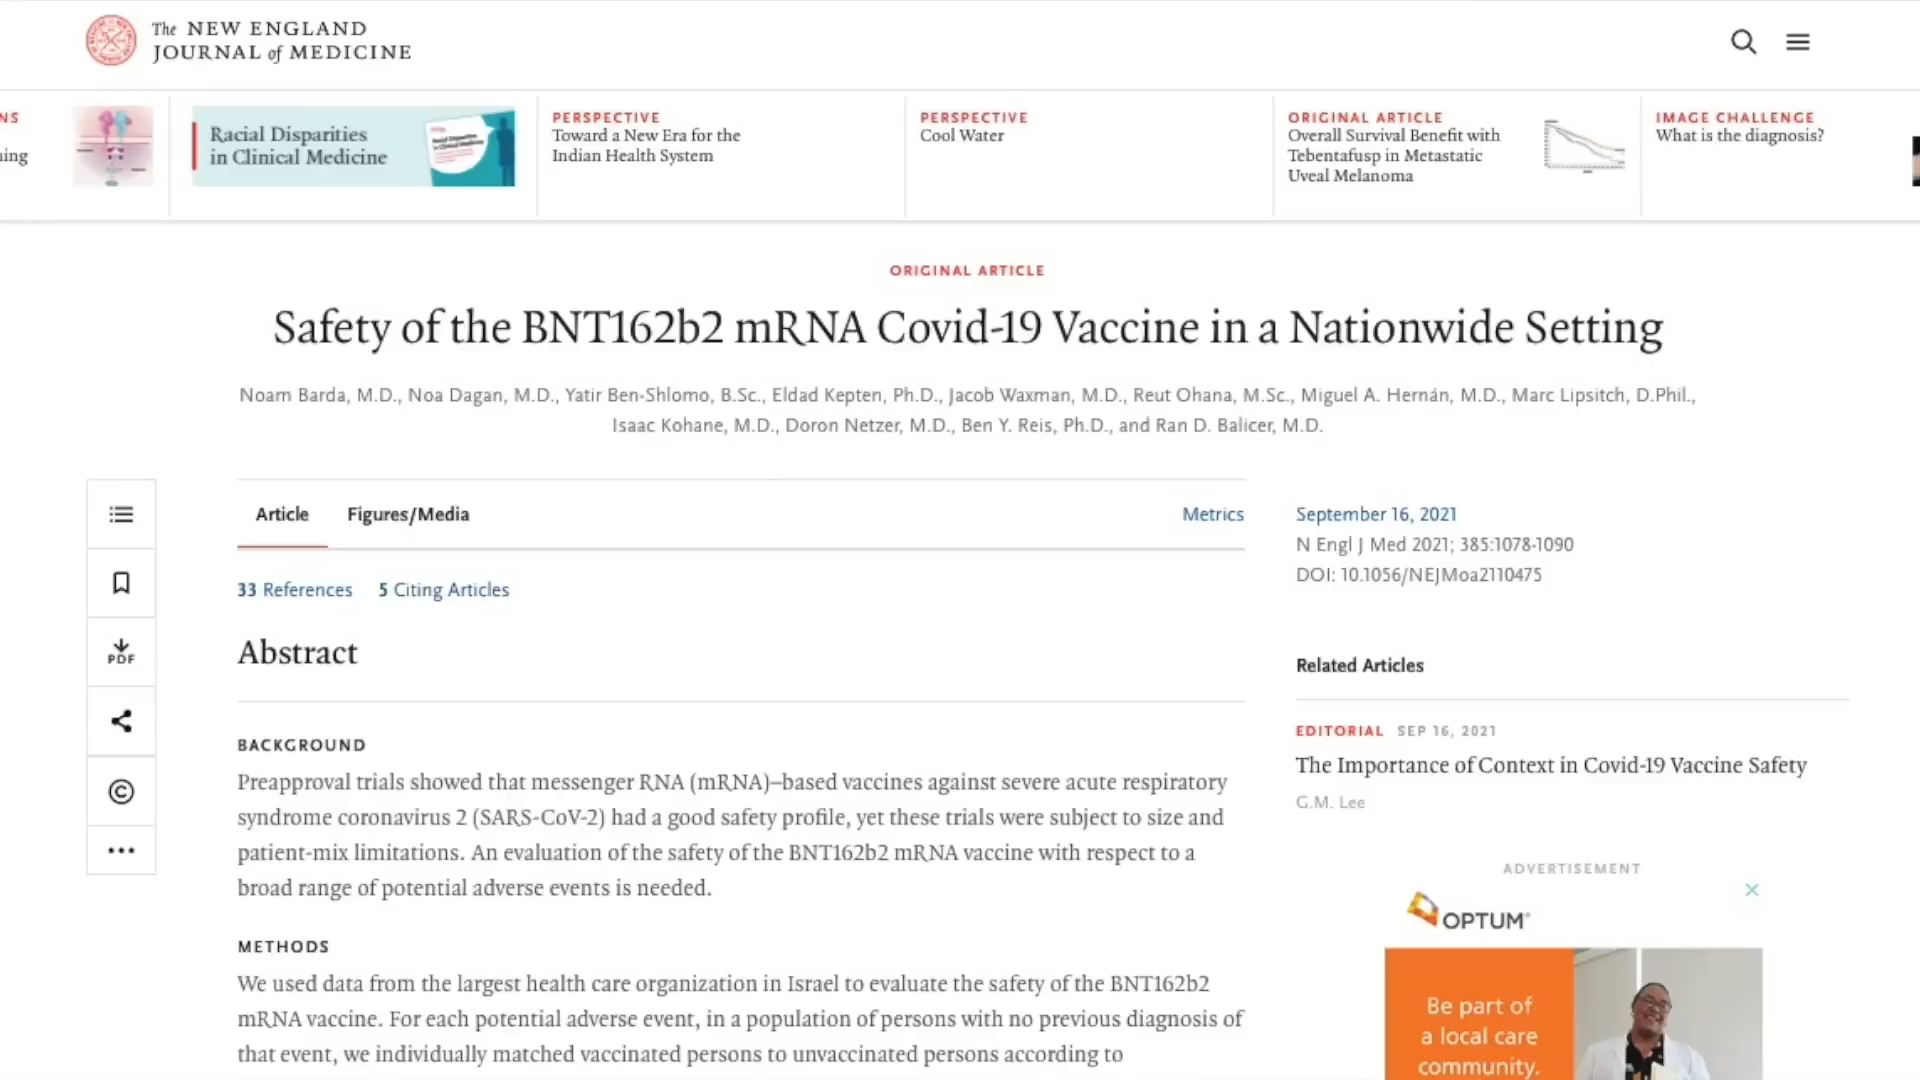 The NEW ENGLAND
JOURNAL of MEDICINE
NS
ing
Racial Disparities
in Clinical Medicine
PERSPECTIVE
Toward a New Era for the
Indian Health System
PERSPECTIVE
Cool Water
ORIGINAL ARTICLE
Overall Survival Benefit with
Tebentafusp in Metastatic
Uveal Melanoma
IMAGE CHALLENGE
What is the diagnosis?
ORIGINAL ARTICLE
Safety of the BNT162b2 mRNA Covid-19 Vaccine in a Nationwide Setting
Noam Barda, M.D., Noa Dagan, M.D., Yatir Ben-Shlomo, B.Sc., Eldad Kepten, Ph.D., Jacob Waxman, M.D., Reut Ohana, M.Sc., Miguel A. Hernán, M.D., Marc Lipsitch, D.Phil.,
Isaac Kohane, M.D., Doron Netzer, M.D., Ben Y. Reis, Ph.D., and Ran D. Balicer, M.D.
Article Figures/Media Metrics
33 References 5 Citing Articles
PDF
Abstract
BACKGROUND
Preapproval trials showed that messenger RNA (mRNA)–based vaccines against severe acute respiratory
syndrome coronavirus 2 (SARS-CoV-2) had a good safety profile, yet these trials were subject to size and
patient-mix limitations. An evaluation of the safety of the BNT162b2 mRNA vaccine with respect to a
broad range of potential adverse events is needed.
METHODS
We used data from the largest health care organization in Israel to evaluate the safety of the BNT162b2
mRNA vaccine. For each potential adverse event, in a population of persons with no previous diagnosis of
that event, we individually matched vaccinated persons to unvaccinated persons according to
September 16, 2021
N Engl J Med 2021; 385:1078-1090
DOI: 10.1056/NEJMoa2110475
Related Articles
EDITORIAL SEP 16, 2021
The Importance of Context in Covid-19 Vaccine Safety
G.M. Lee
ADVERTISEMENT
OPTUM®
Be part of
a local care
community.